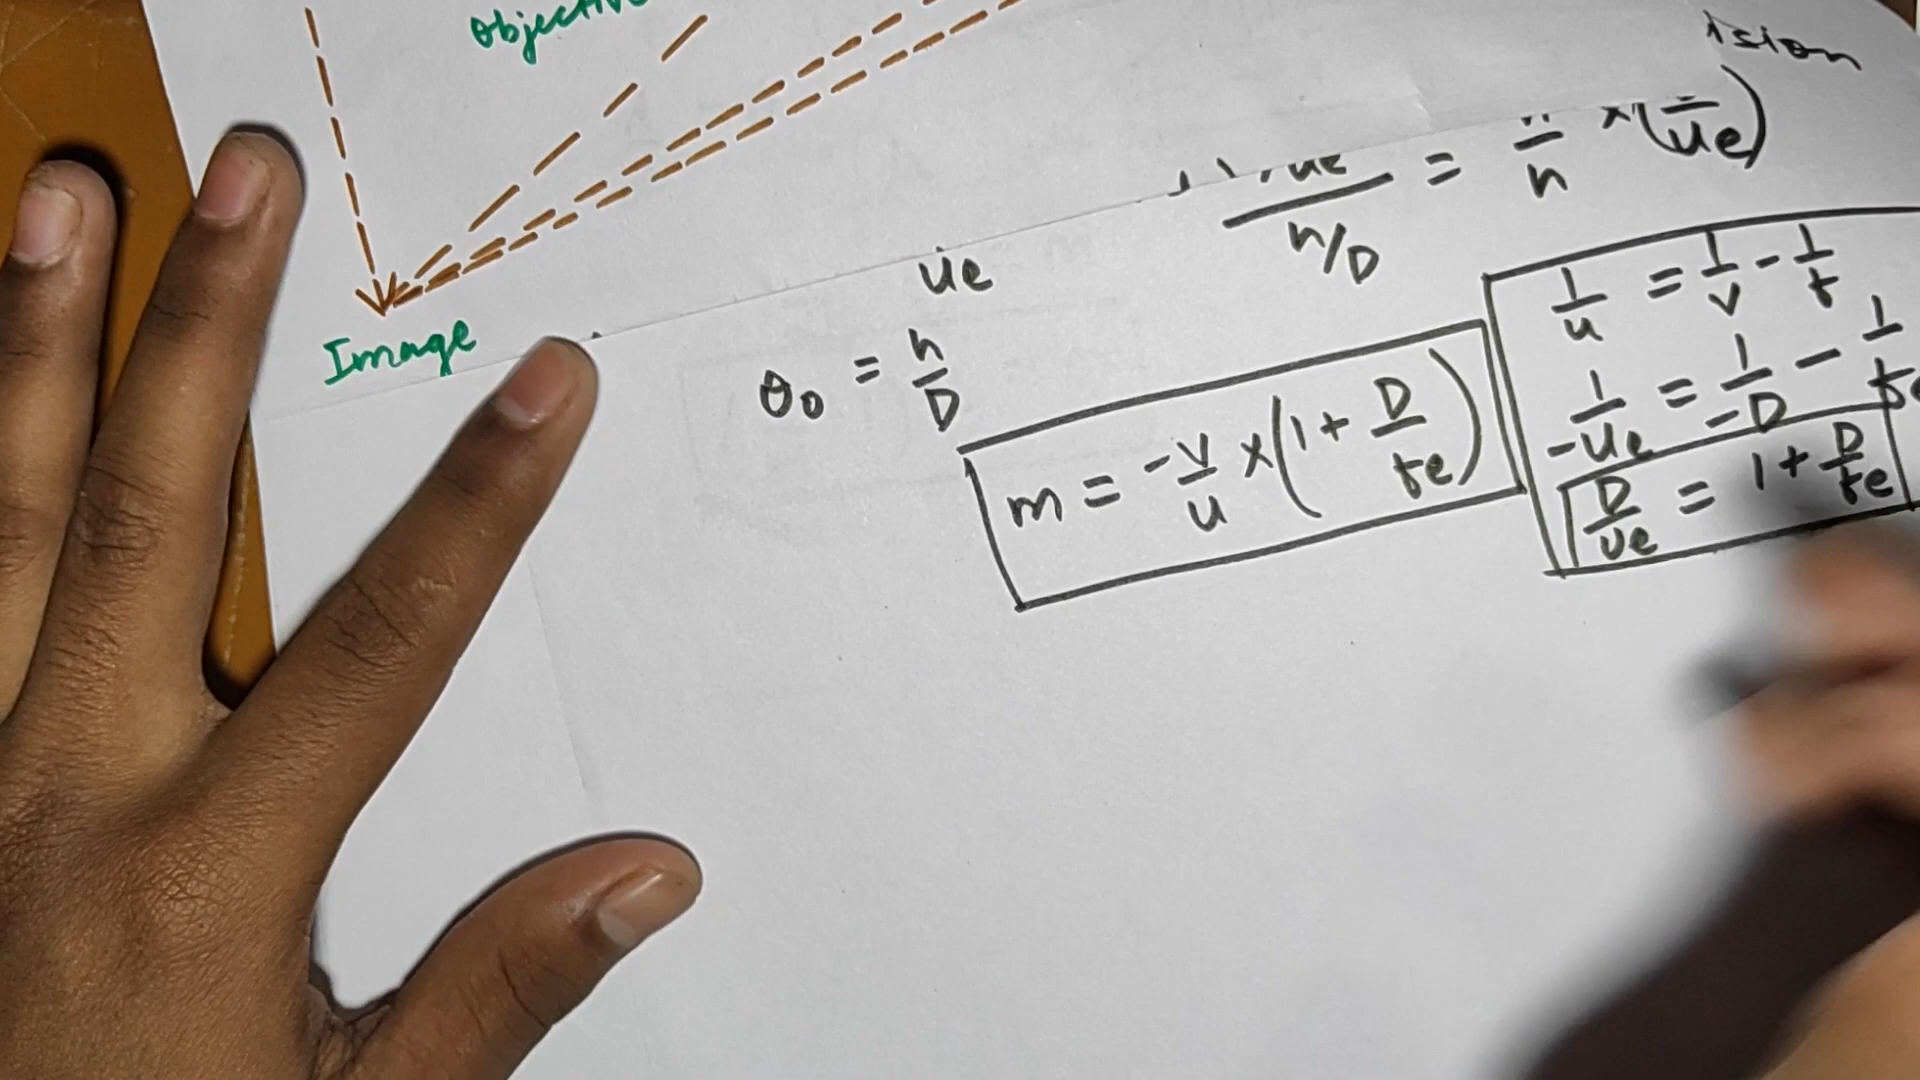 Objective
ision
= h × (/ue)
h/D
ue
Image
θ₀ = h/D
m = -v/u × (1 + D/fe)
1/u = 1/v - 1/f
1/-ue = 1/-D - 1/fe
D/ue = 1 + D/fe